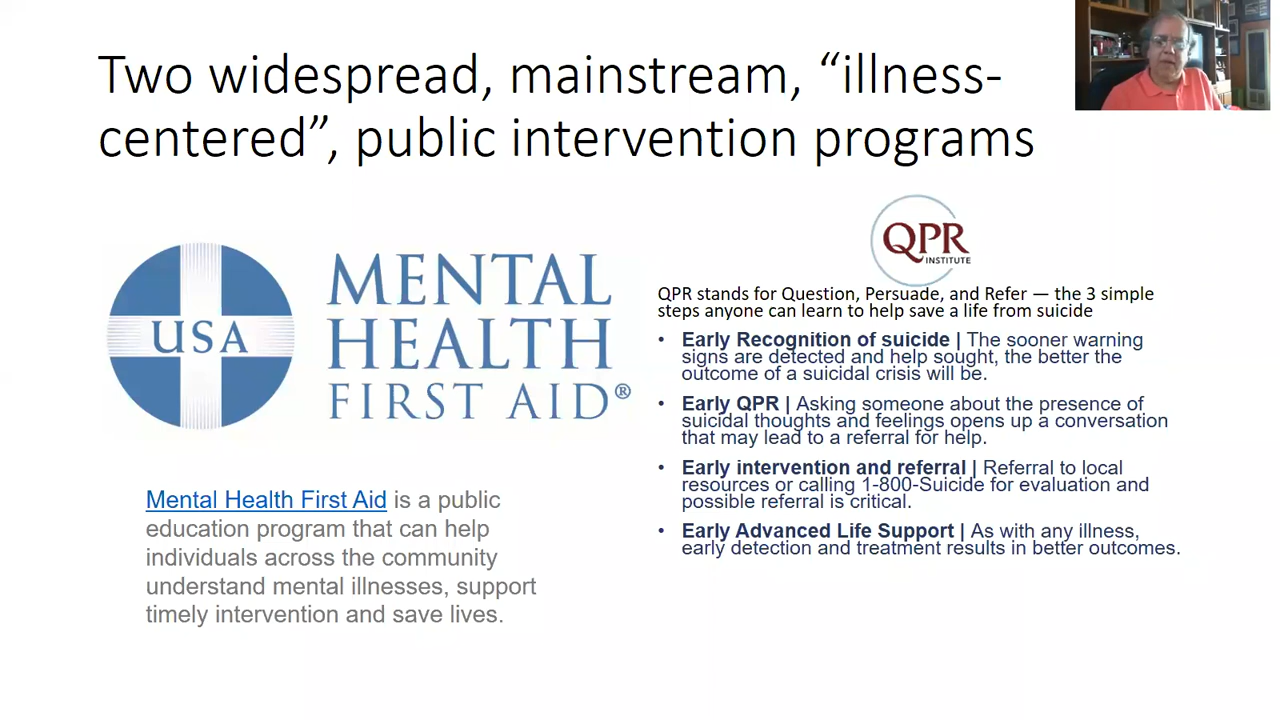 Two widespread, mainstream, “illness-
centered”, public intervention programs
USA
MENTAL
HEALTH
FIRST AID®
Mental Health First Aid is a public
education program that can help
individuals across the community
understand mental illnesses, support
timely intervention and save lives.
QPR
INSTITUTE
QPR stands for Question, Persuade, and Refer — the 3 simple
steps anyone can learn to help save a life from suicide
• Early Recognition of suicide | The sooner warning
signs are detected and help sought, the better the
outcome of a suicidal crisis will be.
• Early QPR | Asking someone about the presence of
suicidal thoughts and feelings opens up a conversation
that may lead to a referral for help.
• Early intervention and referral | Referral to local
resources or calling 1-800-Suicide for evaluation and
possible referral is critical.
• Early Advanced Life Support | As with any illness,
early detection and treatment results in better outcomes.